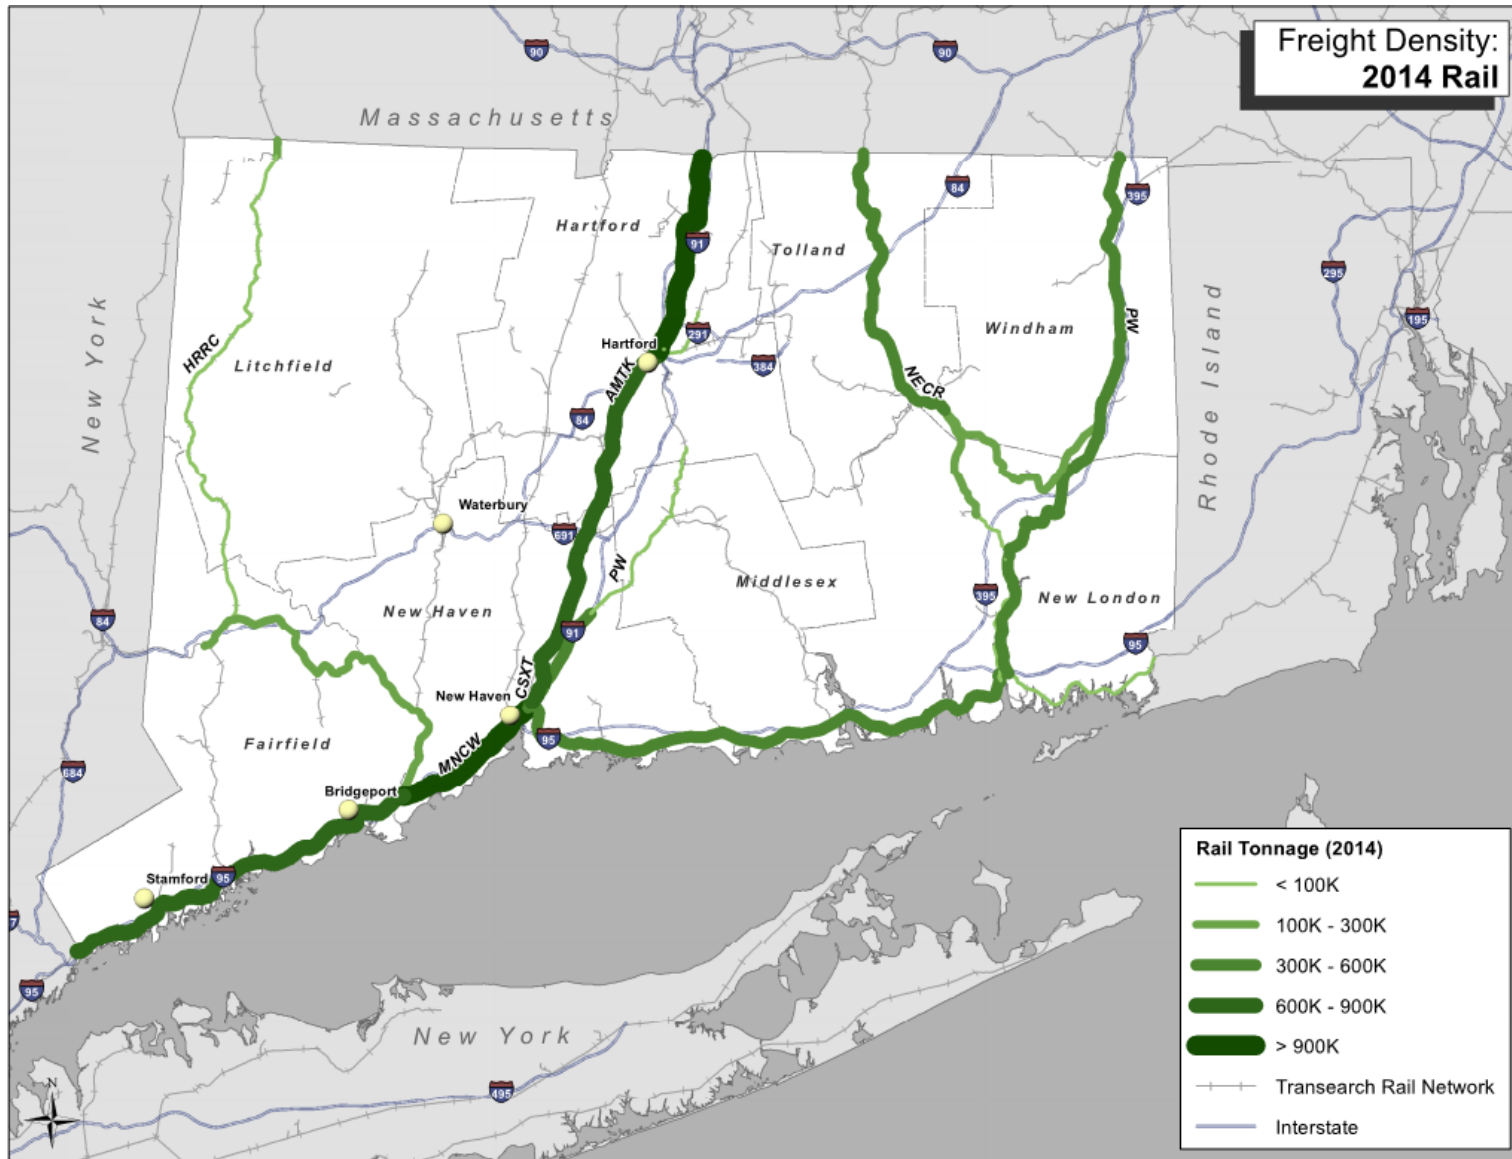 Freight Density:
2014 Rail
90
90
Massachusetts
84
395
Hartford
91
Tolland
295
195
Windham
PW
Rhode Island
New York
HRRC
Litchfield
Hartford
291
384
AMTK
NECR
84
Waterbury
691
PW
Middlesex
New Haven
395
New London
84
91
95
CSXT
New Haven
95
MNCW
Fairfield
684
Bridgeport
Stamford
95
7
95
New York
495
N
Rail Tonnage (2014)
< 100K
100K - 300K
300K - 600K
600K - 900K
> 900K
Transearch Rail Network
Interstate